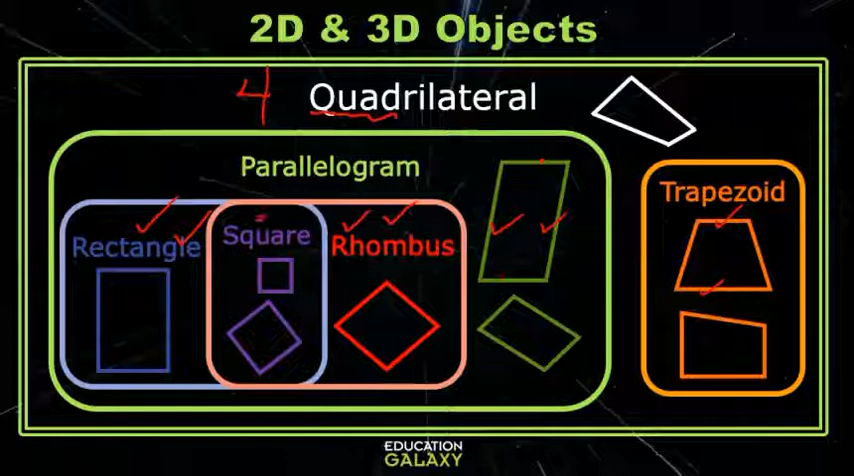 2D & 3D Objects
4 Quadrilateral
Parallelogram
Trapezoid
Rectangle
Square
Rhombus
EDUCATION
GALAXY